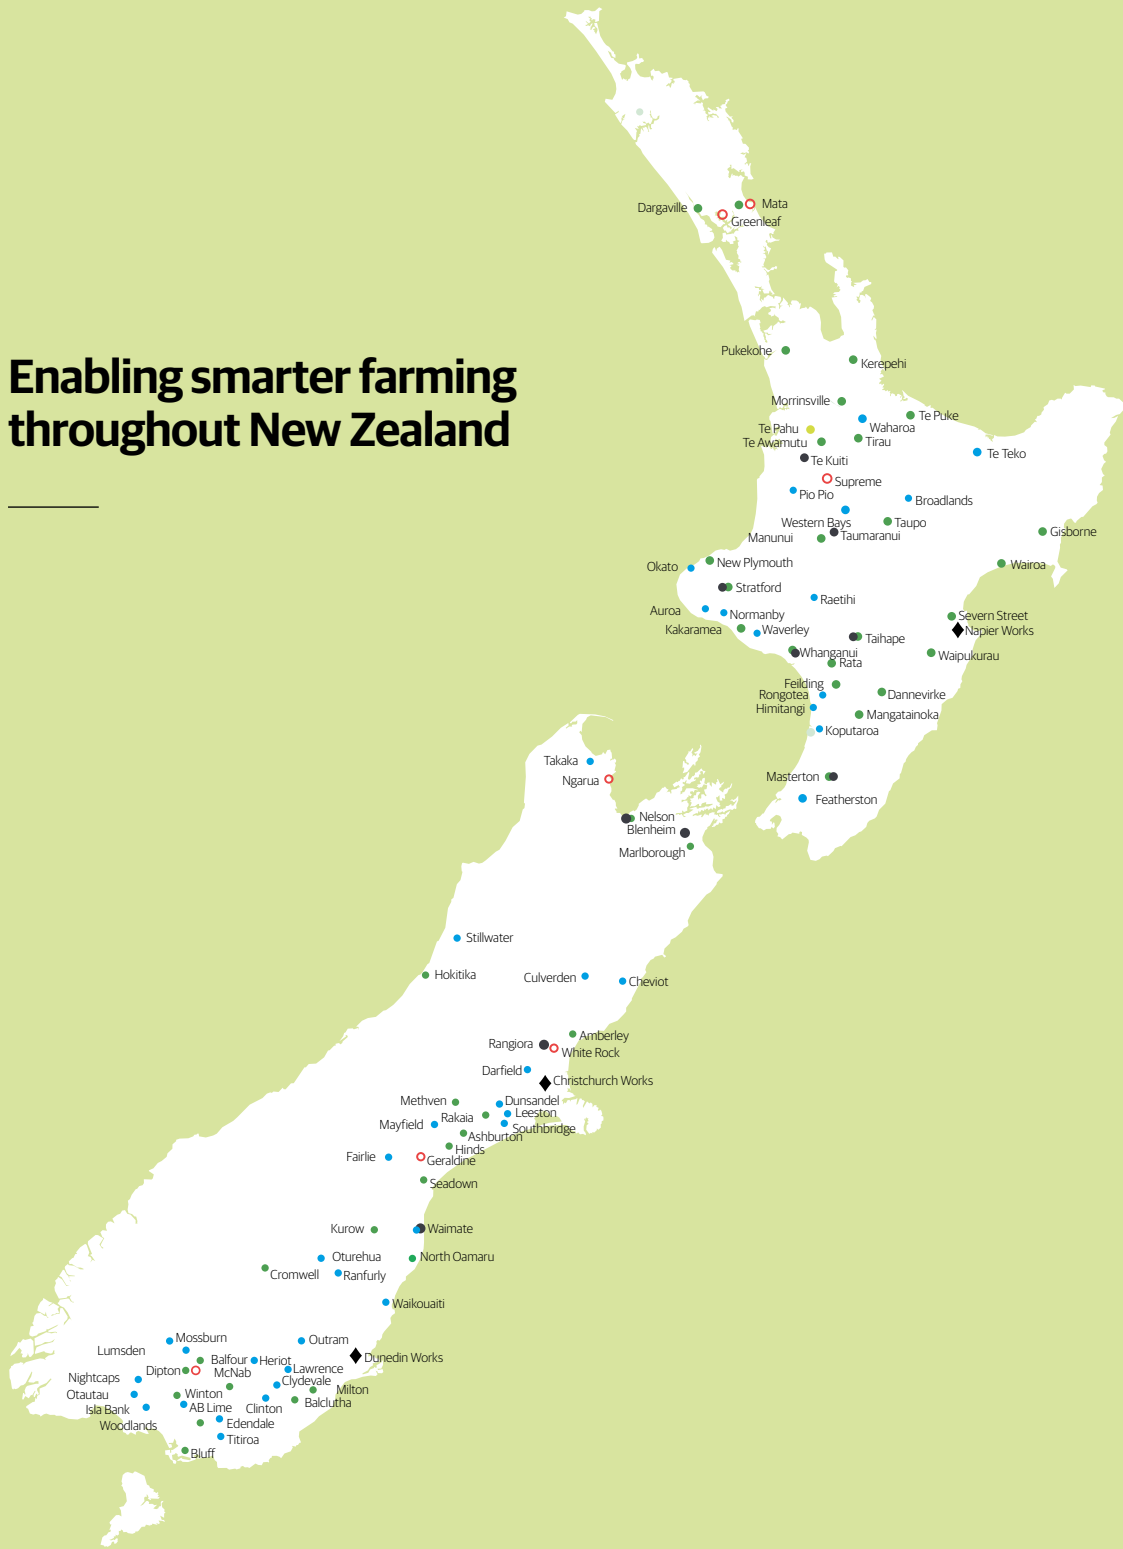 Enabling smarter farming
throughout New Zealand
Dargaville
Mata
Greenleaf
Pukekohe
Kerepehi
Morrinsville
Te Puke
Te Pahu
Waharoa
Te Awamutu
Tirau
Te Teko
Te Kuiti
Supreme
Pio Pio
Broadlands
Western Bays
Taupo
Manunui
Taumaranui
Gisborne
New Plymouth
Okato
Wairoa
Stratford
Raetihi
Auroa
Normanby
Severn Street
Kakaramea
Waverley
Napier Works
Taihape
Whanganui
Waipukurau
Rata
Feilding
Rongotea
Dannevirke
Himitangi
Mangatainoka
Koputaroa
Takaka
Masterton
Ngarua
Featherston
Nelson
Blenheim
Marlborough
Stillwater
Hokitika
Culverden
Cheviot
Amberley
Rangiora
White Rock
Darfield
Christchurch Works
Methven
Dunsandel
Rakaia
Leeston
Mayfield
Southbridge
Ashburton
Hinds
Fairlie
Geraldine
Seadown
Kurow
Waimate
Oturehua
North Oamaru
Cromwell
Ranfurly
Waikouaiti
Mossburn
Outram
Lumsden
Dunedin Works
Balfour
Heriot
Dipton
McNab
Lawrence
Nightcaps
Clydevale
Otautau
Winton
Milton
Isla Bank
AB Lime
Clinton
Balclutha
Woodlands
Edendale
Titiroa
Bluff